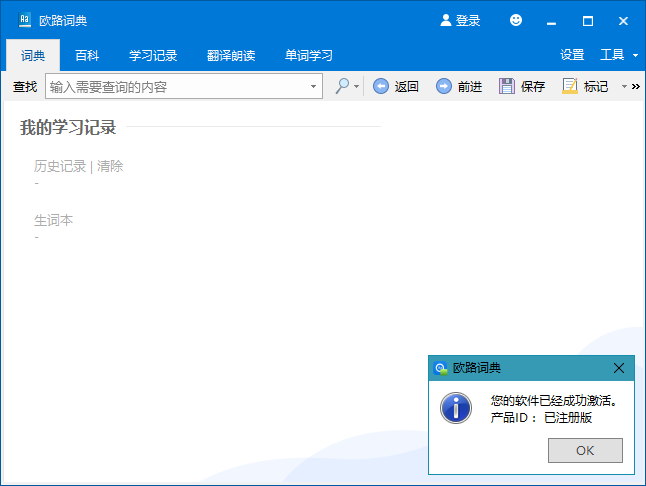 欧路词典 登录
词典 百科 学习记录 翻译朗读 单词学习 设置 工具
查找 输入需要查询的内容 返回 前进 保存 标记
我的学习记录
历史记录 | 清除
-
生词本
-
欧路词典
您的软件已经成功激活。
产品ID： 已注册版
OK